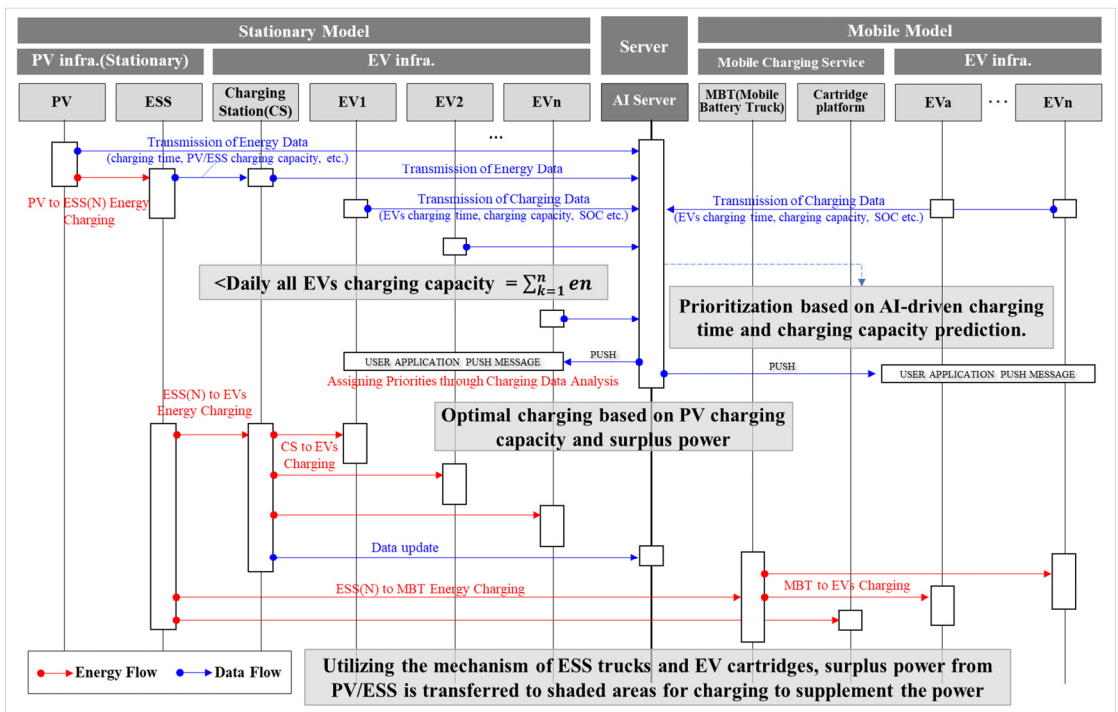 Stationary Model
Server
Mobile Model
PV infra.(Stationary)
EV infra.
Mobile Charging Service
EV infra.
PV
ESS
Charging
Station(CS)
EV1
EV2
EVn
AI Server
MBT(Mobile
Battery Truck)
Cartridge
platform
EVa
...
EVn
...
Transmission of Energy Data
(charging time, PV/ESS charging capacity, etc.)
Transmission of Energy Data
PV to ESS(N) Energy
Charging
Transmission of Charging Data
(EVs charging time, charging capacity, SOC etc.)
Transmission of Charging Data
(EVs charging time, charging capacity, SOC etc.)
<Daily all EVs charging capacity = ∑ⁿₖ₌₁ en
Prioritization based on AI-driven charging
time and charging capacity prediction.
USER APPLICATION PUSH MESSAGE
PUSH
PUSH
USER APPLICATION PUSH MESSAGE
Assigning Priorities through Charging Data Analysis
ESS(N) to EVs
Energy Charging
Optimal charging based on PV charging
capacity and surplus power
CS to EVs
Charging
Data update
ESS(N) to MBT Energy Charging
MBT to EVs Charging
Energy Flow
Data Flow
Utilizing the mechanism of ESS trucks and EV cartridges, surplus power from
PV/ESS is transferred to shaded areas for charging to supplement the power